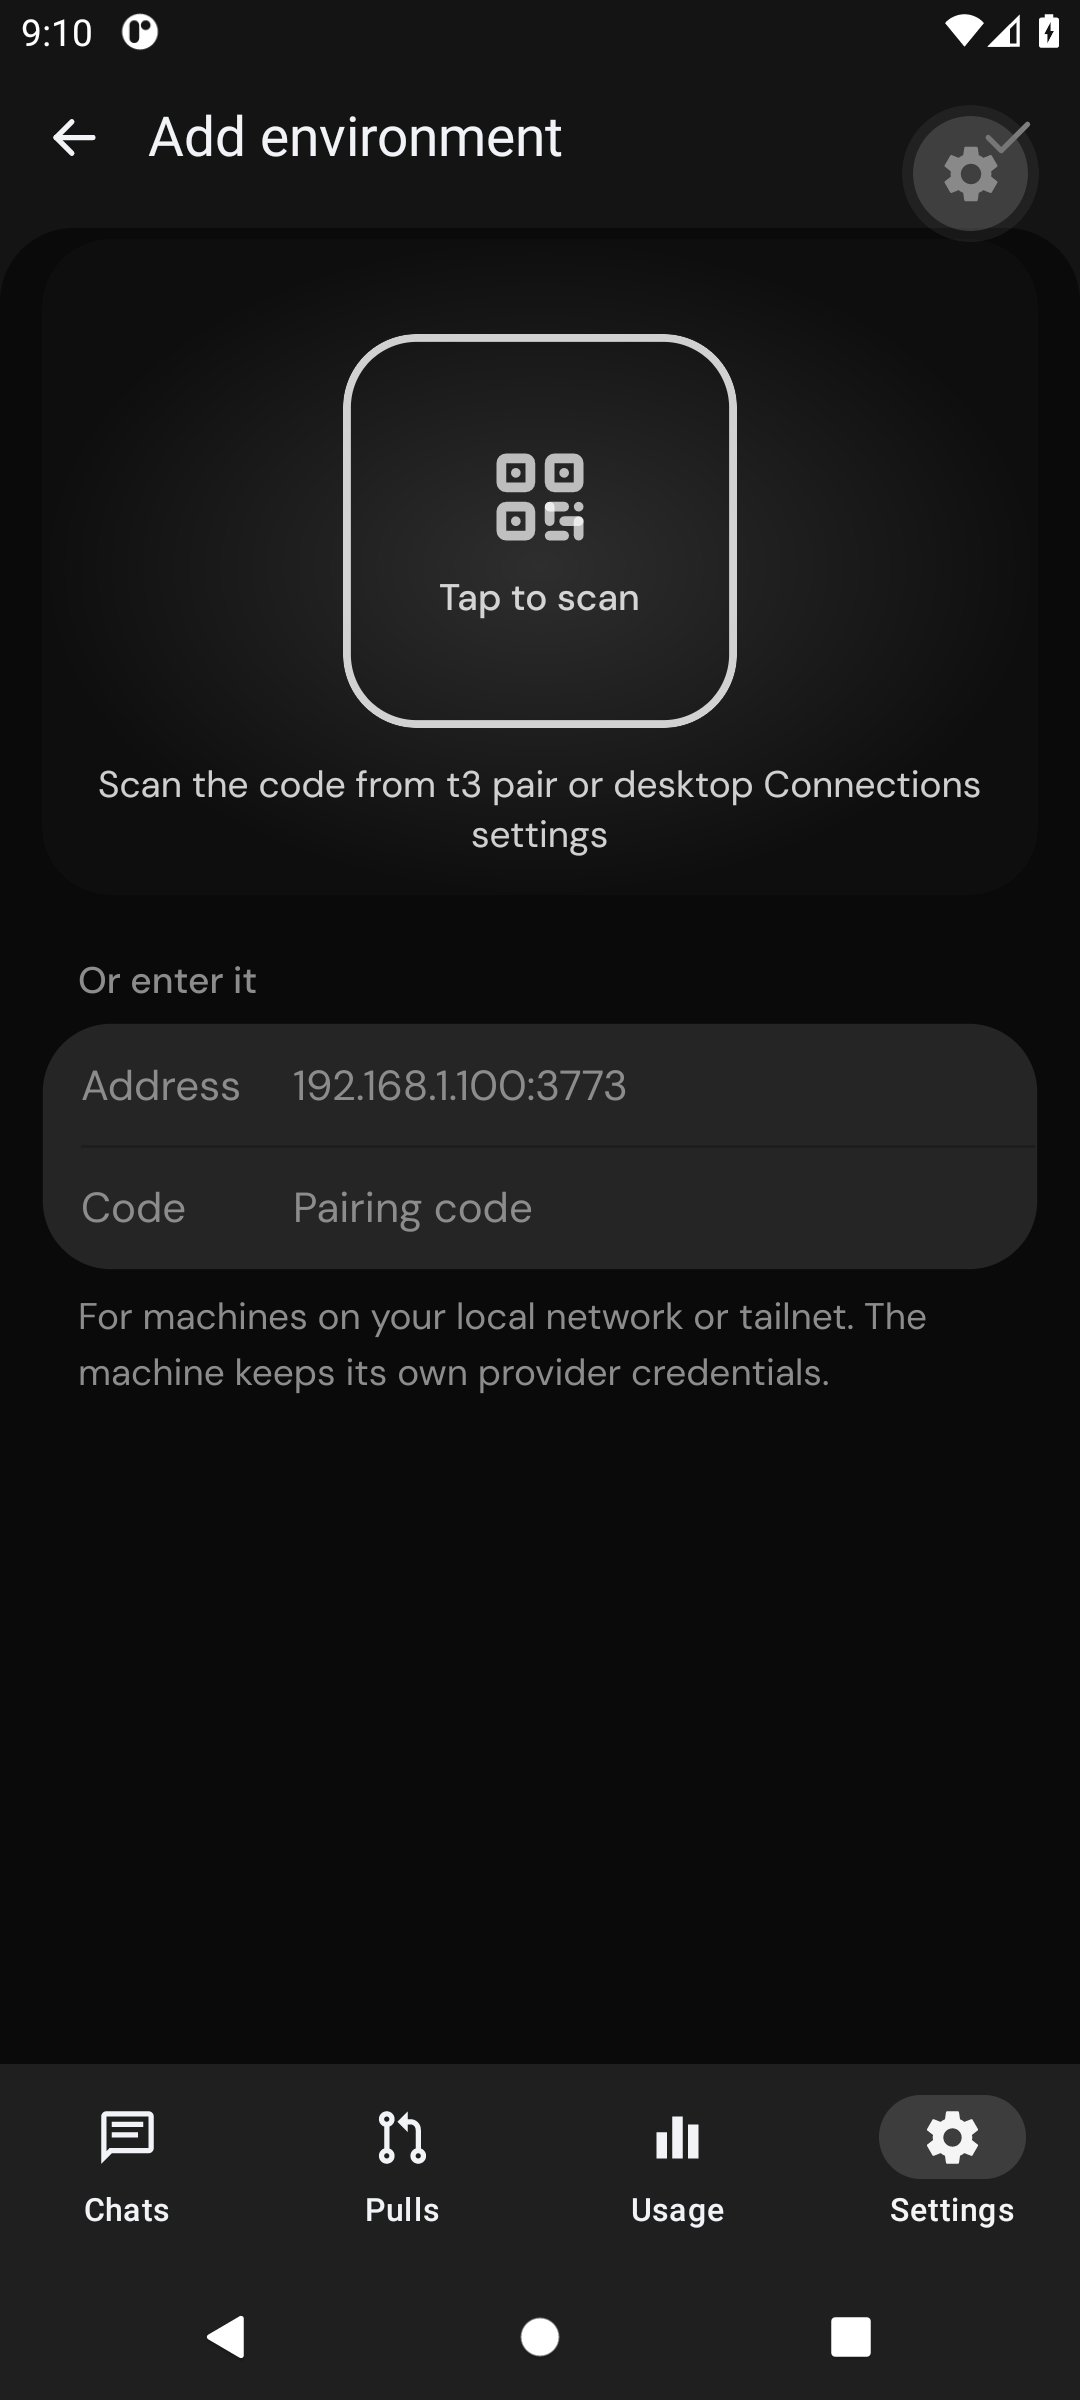 9:10
Add environment
Tap to scan
Scan the code from t3 pair or desktop Connections
settings
Or enter it
Address 192.168.1.100:3773
Code Pairing code
For machines on your local network or tailnet. The
machine keeps its own provider credentials.
Chats Pulls Usage Settings